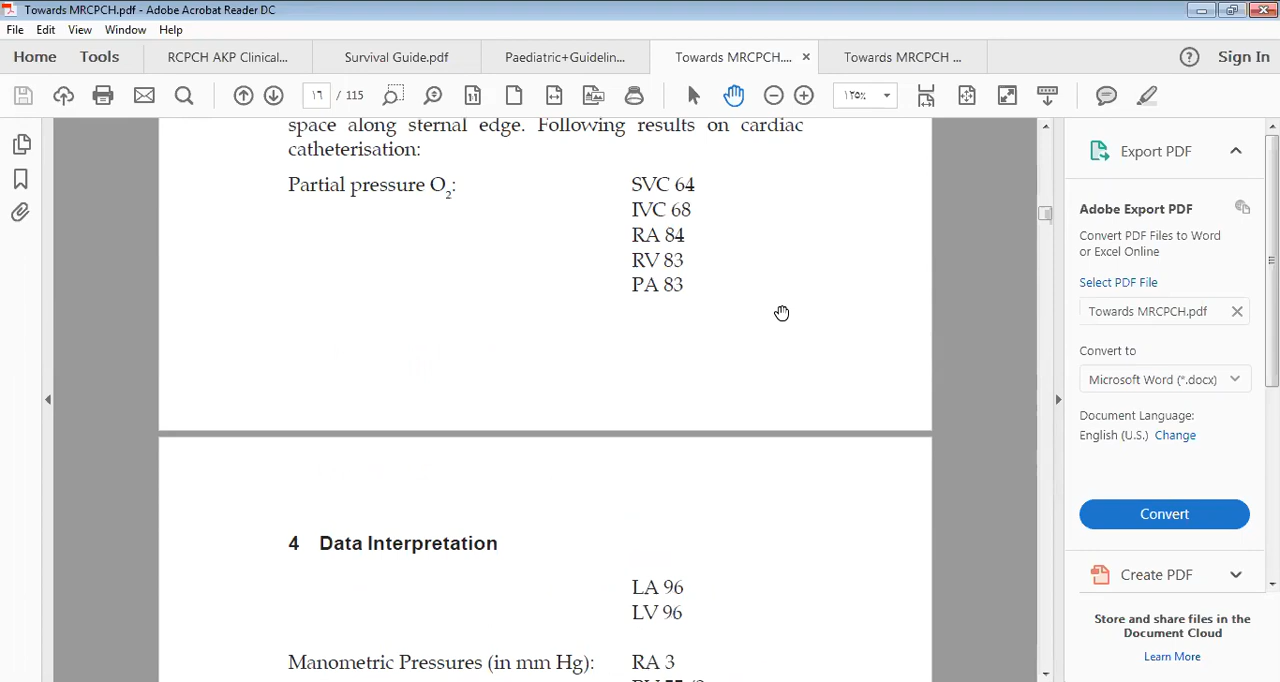 Towards MRCPCH.pdf - Adobe Acrobat Reader DC
File Edit View Window Help
Home Tools RCPCH AKP Clinical... Survival Guide.pdf Paediatric+Guidelin... Towards MRCPCH.... × Towards MRCPCH ... Sign In
١٦ / 115 ١٢٥%
space along sternal edge. Following results on cardiac
catheterisation:
Partial pressure O2: SVC 64
IVC 68
RA 84
RV 83
PA 83
4 Data Interpretation
LA 96
LV 96
Manometric Pressures (in mm Hg): RA 3
Export PDF
Adobe Export PDF
Convert PDF Files to Word
or Excel Online
Select PDF File
Towards MRCPCH.pdf
Convert to
Microsoft Word (*.docx)
Document Language:
English (U.S.) Change
Convert
Create PDF
Store and share files in the
Document Cloud
Learn More